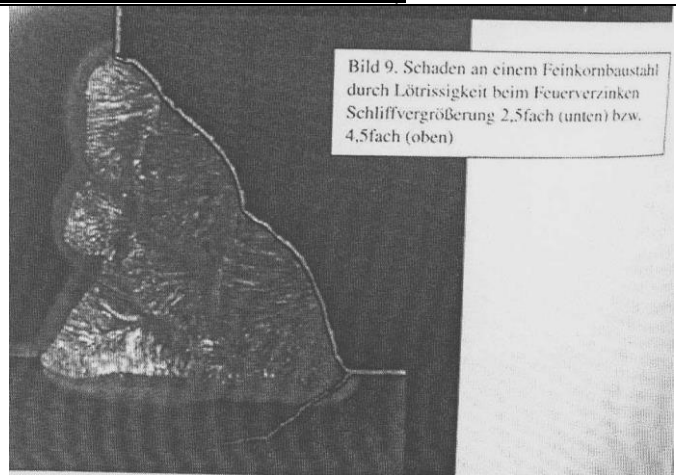 Bild 9. Schaden an einem Feinkornbaustahl
durch Lötrissigkeit beim Feuerverzinken
Schliffvergrößerung 2,5fach (unten) bzw.
4,5fach (oben)